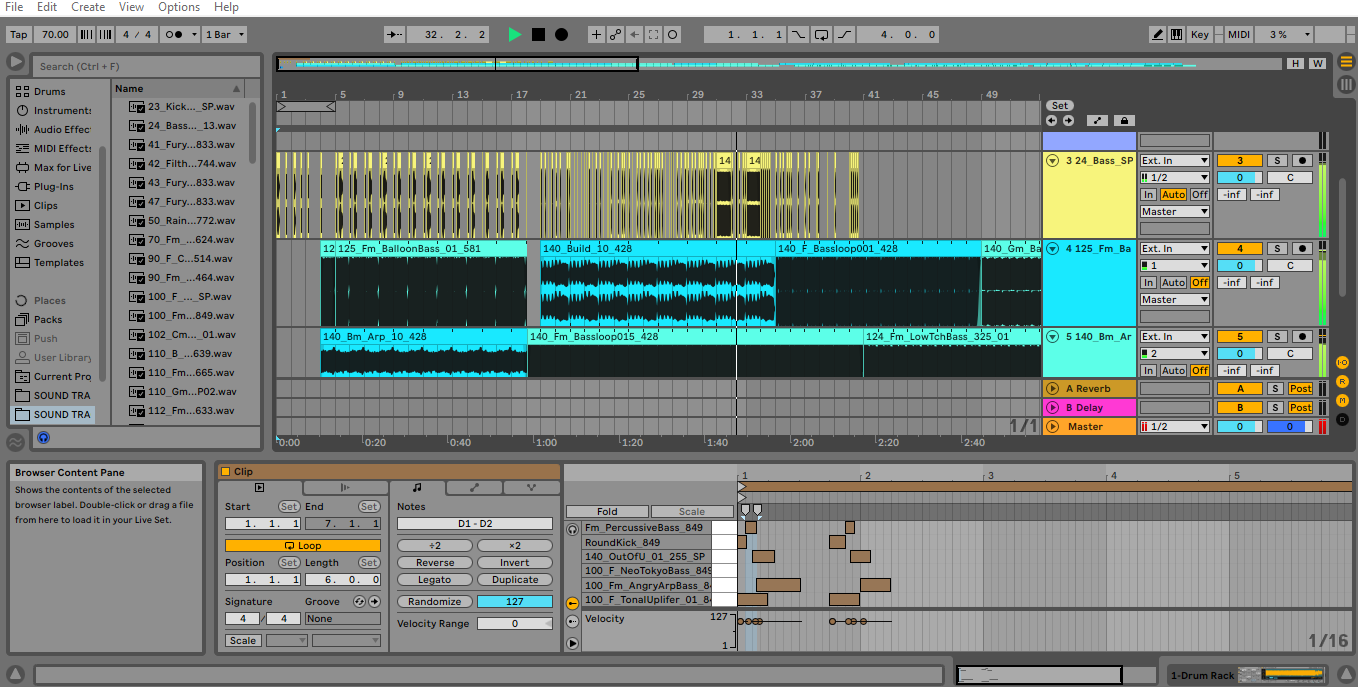 File Edit Create View Options Help
Tap 70.00 4 / 4 1 Bar 32. 2. 2 1. 1. 1 4. 0. 0 Key MIDI 3 %
Search (Ctrl + F)
H W
Drums
Instruments
Audio Effec
MIDI Effects
Max for Live
Plug-Ins
Clips
Samples
Grooves
Templates
Places
Packs
Push
User Library
Current Pro
SOUND TRA
SOUND TRA
Name
23_Kick..._SP.wav
24_Bass..._13.wav
41_Fury...833.wav
42_Filth...744.wav
43_Fury...833.wav
47_Fury...833.wav
50_Rain...772.wav
70_Fm_...624.wav
90_F_C...514.wav
90_Fm_...464.wav
100_F_..._SP.wav
100_Fm...849.wav
102_Cm..._01.wav
110_B_...639.wav
110_Fm...665.wav
110_Gm...P02.wav
112_Fm...633.wav
1 5 9 13 17 21 25 29 33 37 41 45 49
Set
14 14
3 24_Bass_SP Ext. In 3 S
1/2 0 C
In Auto Off -inf -inf
Master
12 125_Fm_BalloonBass_01_581 140_Build_10_428 140_F_Bassloop001_428 140_Gm_Ba
4 125_Fm_Ba Ext. In 4 S
1 0 C
In Auto Off -inf -inf
Master
140_Bm_Arp_10_428 140_Fm_Bassloop015_428 124_Fm_LowTchBass_325_01
5 140_Bm_Ar Ext. In 5 S
2 0 C
In Auto Off -inf -inf
A Reverb A S Post
B Delay B S Post
1/1 Master 1/2 0 0
0:00 0:20 0:40 1:00 1:20 1:40 2:00 2:20 2:40
Browser Content Pane
Shows the contents of the selected
browser label. Double-click or drag a file
from here to load it in your Live Set.
Clip
Start Set End Set
1. 1. 1 7. 1. 1
Loop
Position Set Length Set
1. 1. 1 6. 0. 0
Signature Groove
4 / 4 None
Scale
Notes
D1 - D2
÷2 ×2
Reverse Invert
Legato Duplicate
Randomize 127
Velocity Range 0
1 2 3 4 5
Fold Scale
Fm_PercussiveBass_849
RoundKick_849
140_OutOfU_01_255_SP
100_F_NeoTokyoBass_849
100_Fm_AngryArpBass_84
100_F_TonalUplifer_01_84
Velocity 127
1
1/16
1-Drum Rack